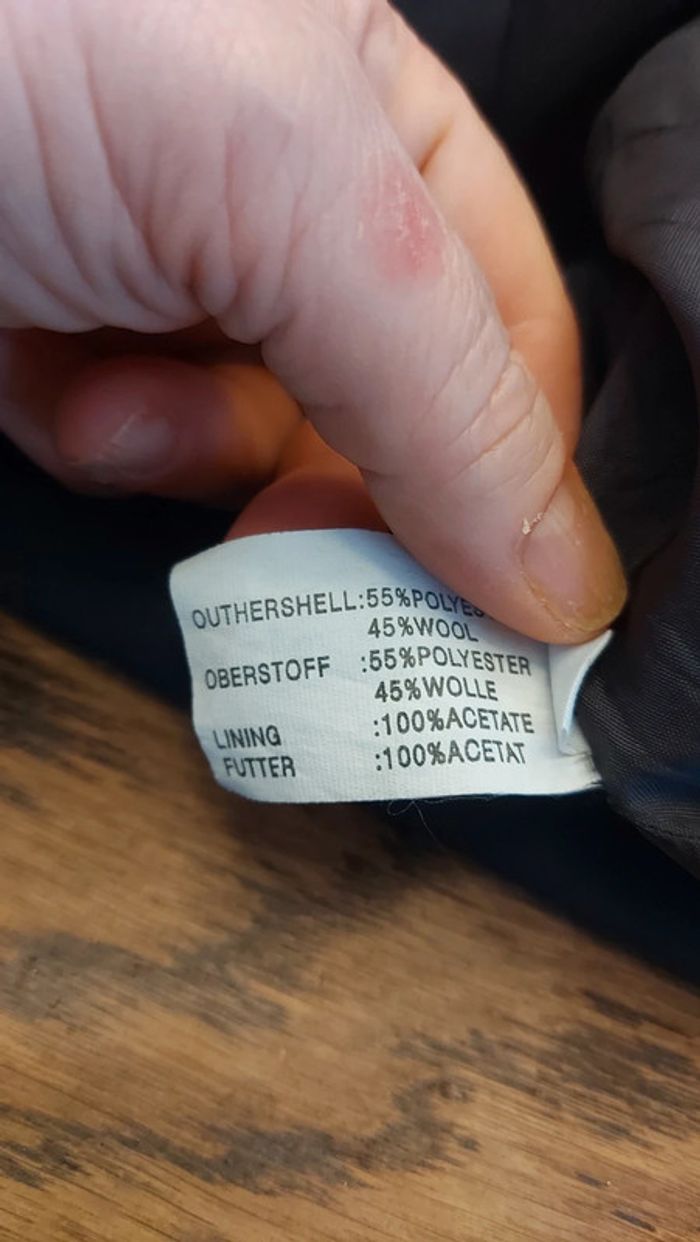 OUTHERSHELL:55%POLYES
45%WOOL
OBERSTOFF :55%POLYESTER
45%WOLLE
LINING :100%ACETATE
FUTTER :100%ACETAT